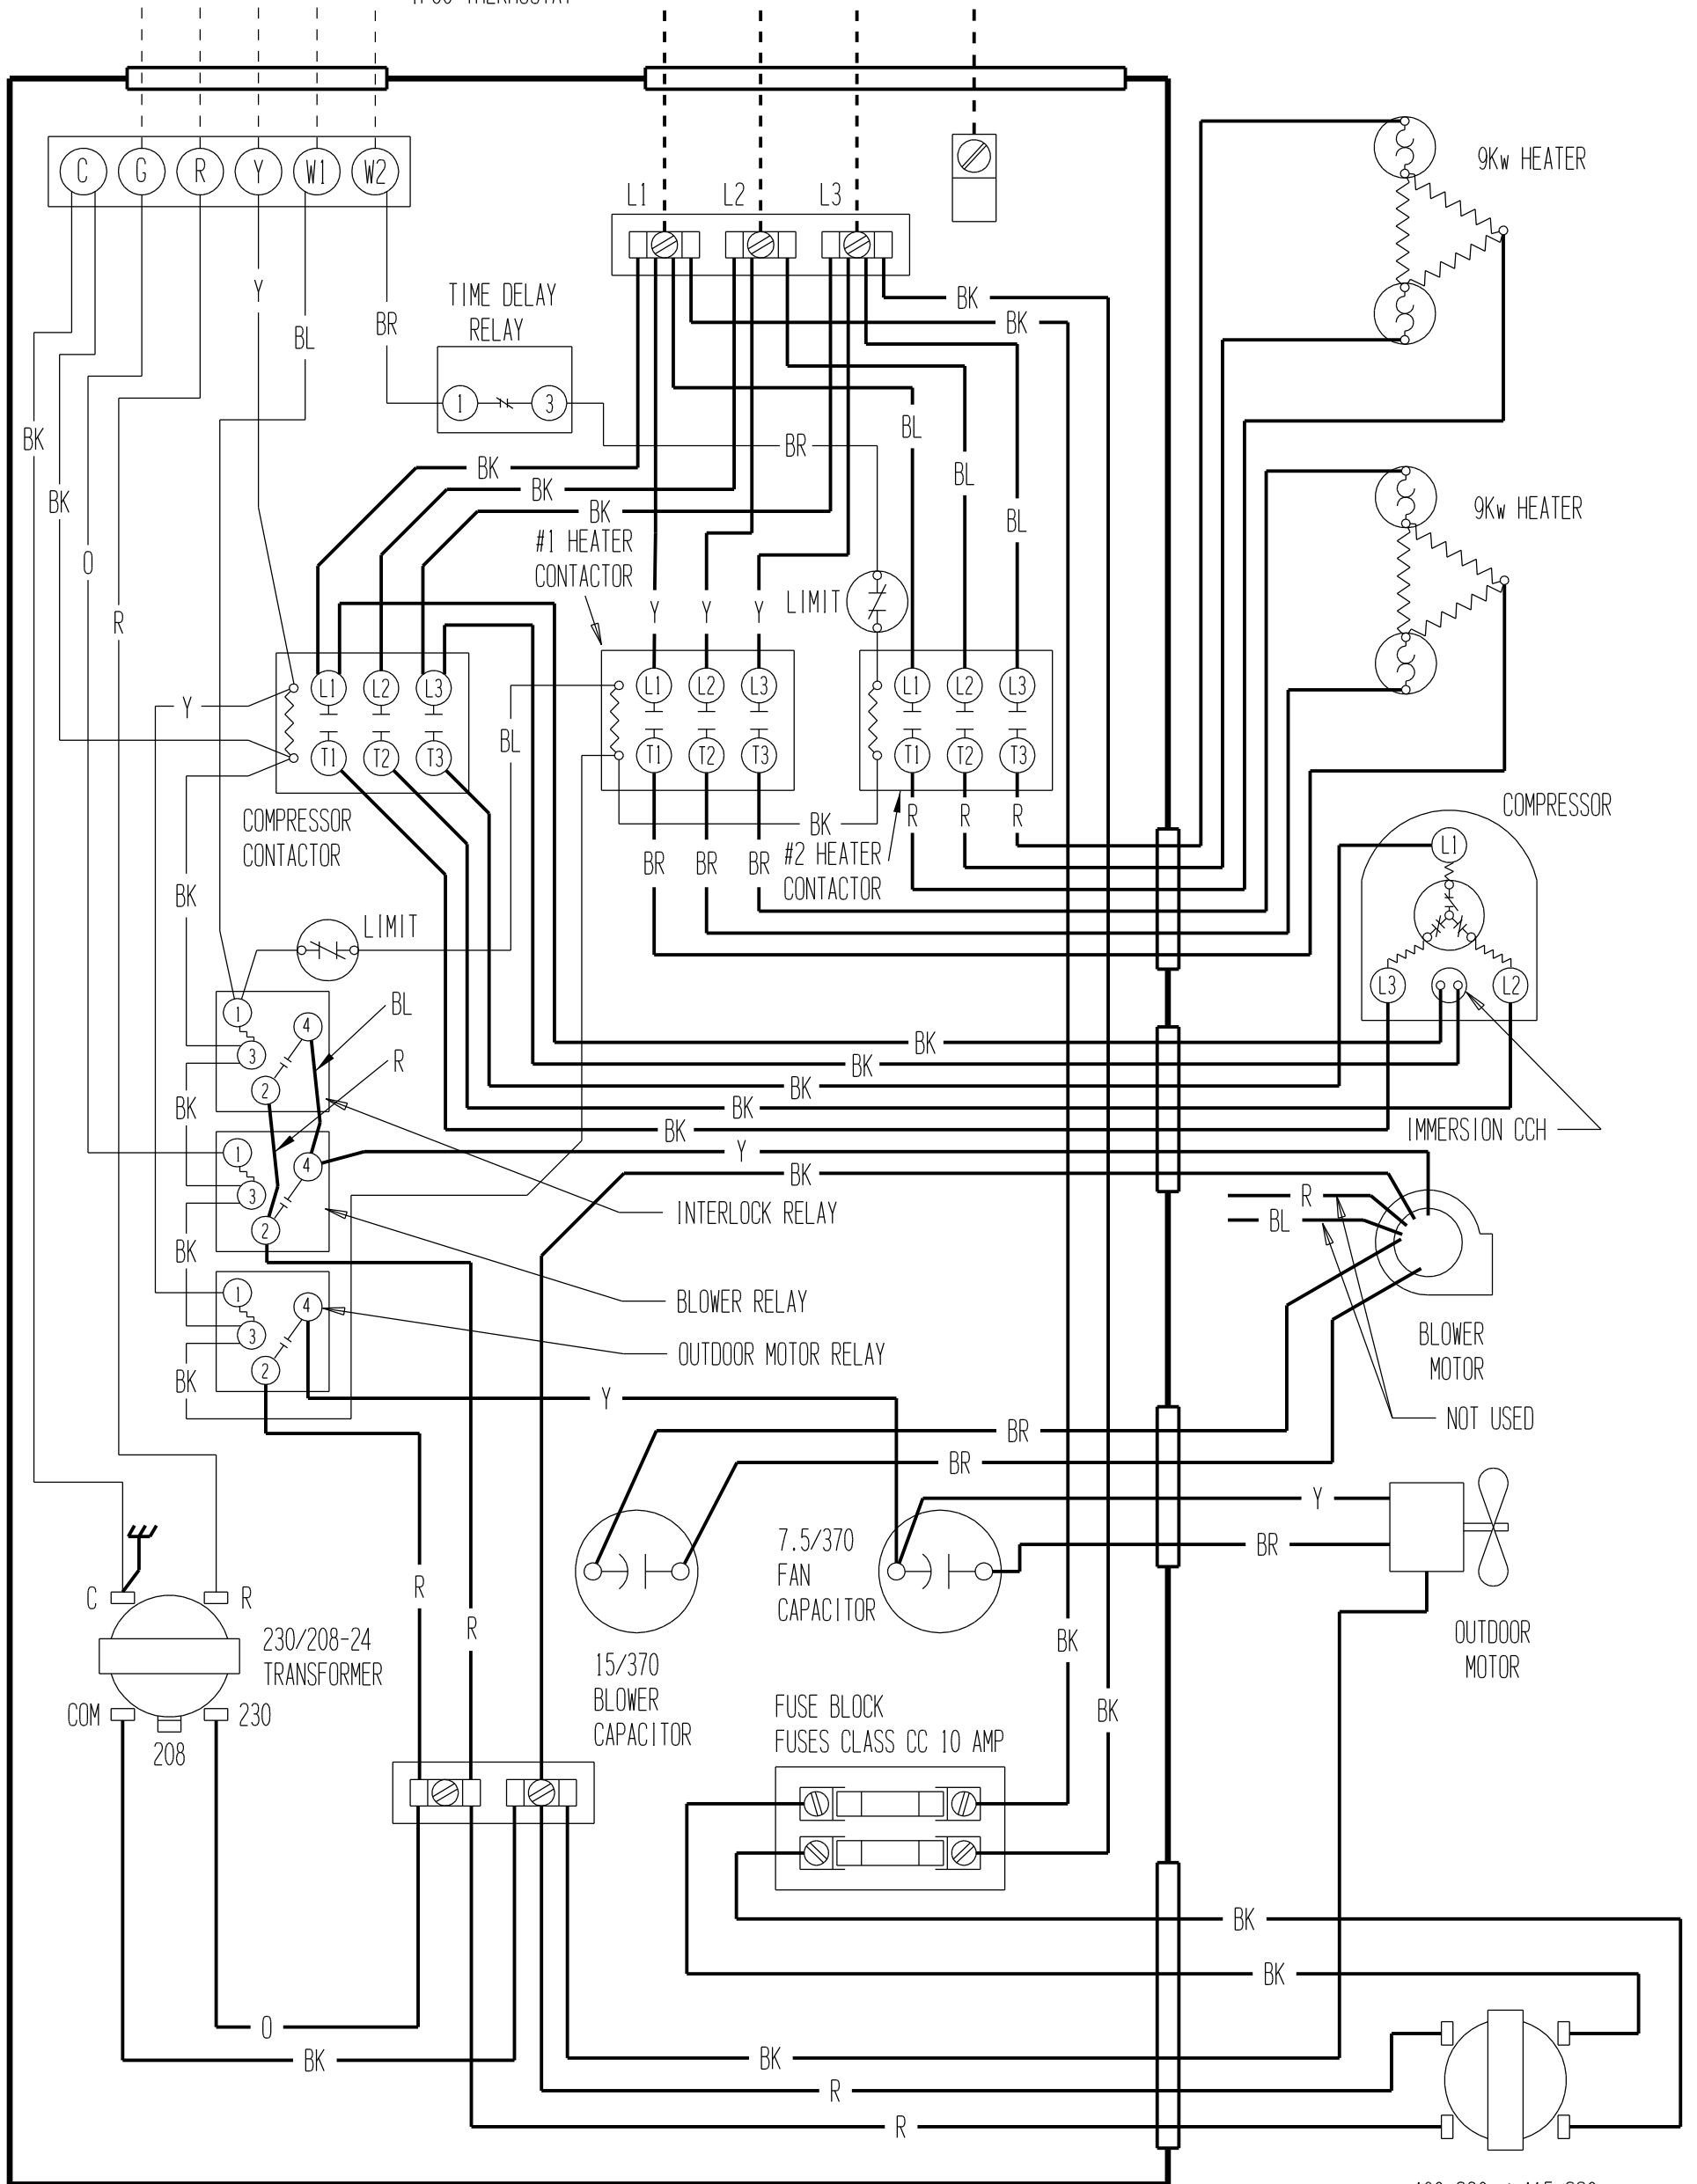 C G R Y W1 W2
L1 L2 L3
9Kw HEATER
BK
BK
Y
TIME DELAY
RELAY
BL
BR
1 3
BK
BL
BR
BK
BL
BK
BK
BK
BL
9Kw HEATER
#1 HEATER
CONTACTOR
O
LIMIT
R
Y Y Y
L1 L2 L3
L1 L2 L3
L1 L2 L3
Y
BL
T1 T2 T3
T1 T2 T3
T1 T2 T3
COMPRESSOR
COMPRESSOR
CONTACTOR
BK
R R R
BR BR BR
#2 HEATER
CONTACTOR
L1
BK
LIMIT
L3 L2
BL
1 4
3
2
BK
R
BK
BK
BK
BK
BK
IMMERSION CCH
1 4
3
2
Y
BK
R
BL
INTERLOCK RELAY
BK
BLOWER RELAY
1 4
3
2
BLOWER
MOTOR
OUTDOOR MOTOR RELAY
BK
Y
NOT USED
BR
BR
Y
7.5/370
FAN
CAPACITOR
BR
R
R
C R
230/208-24
TRANSFORMER
BK
OUTDOOR
MOTOR
15/370
BLOWER
CAPACITOR
COM 230
208
FUSE BLOCK
FUSES CLASS CC 10 AMP
BK
BK
BK
O
BK
BK
R
R